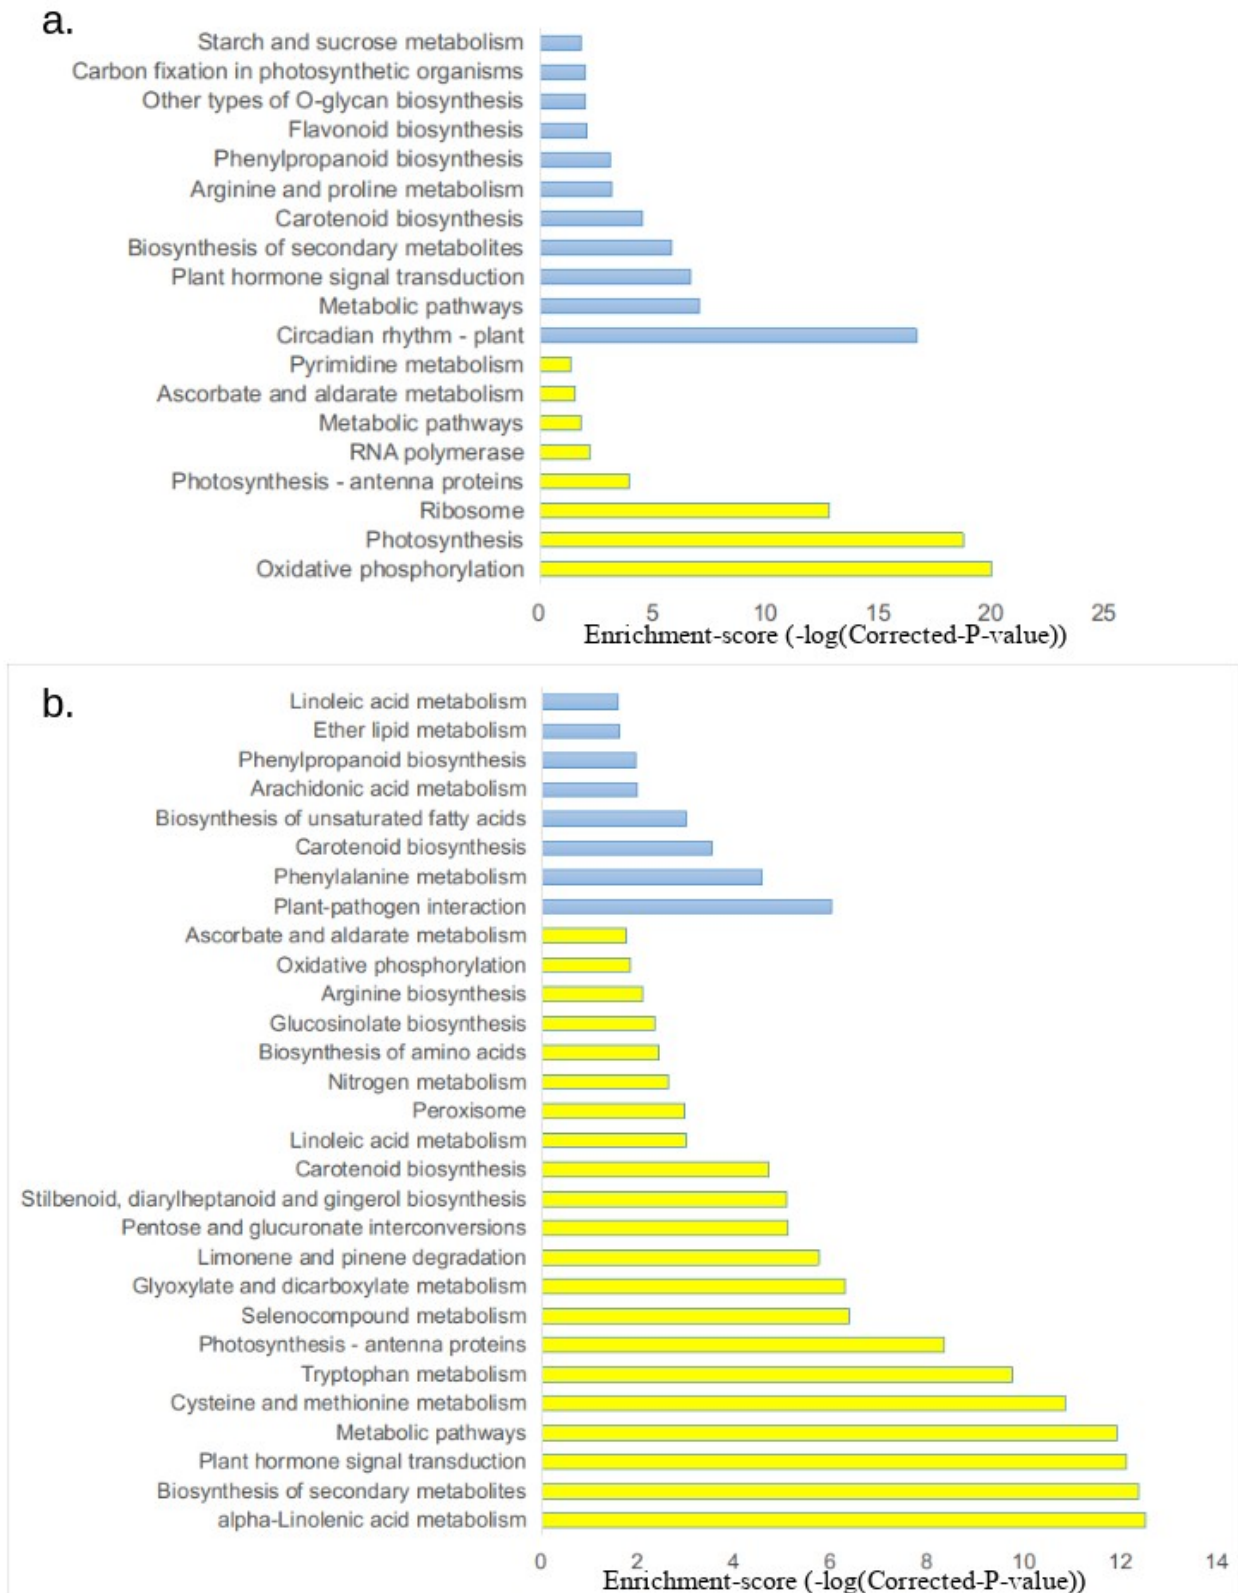 a.
Starch and sucrose metabolism
Carbon fixation in photosynthetic organisms
Other types of O-glycan biosynthesis
Flavonoid biosynthesis
Phenylpropanoid biosynthesis
Arginine and proline metabolism
Carotenoid biosynthesis
Biosynthesis of secondary metabolites
Plant hormone signal transduction
Metabolic pathways
Circadian rhythm - plant
Pyrimidine metabolism
Ascorbate and aldarate metabolism
Metabolic pathways
RNA polymerase
Photosynthesis - antenna proteins
Ribosome
Photosynthesis
Oxidative phosphorylation
0 5 10 15 20 25
Enrichment-score (-log(Corrected-P-value))
b.
Linoleic acid metabolism
Ether lipid metabolism
Phenylpropanoid biosynthesis
Arachidonic acid metabolism
Biosynthesis of unsaturated fatty acids
Carotenoid biosynthesis
Phenylalanine metabolism
Plant-pathogen interaction
Ascorbate and aldarate metabolism
Oxidative phosphorylation
Arginine biosynthesis
Glucosinolate biosynthesis
Biosynthesis of amino acids
Nitrogen metabolism
Peroxisome
Linoleic acid metabolism
Carotenoid biosynthesis
Stilbenoid, diarylheptanoid and gingerol biosynthesis
Pentose and glucuronate interconversions
Limonene and pinene degradation
Glyoxylate and dicarboxylate metabolism
Selenocompound metabolism
Photosynthesis - antenna proteins
Tryptophan metabolism
Cysteine and methionine metabolism
Metabolic pathways
Plant hormone signal transduction
Biosynthesis of secondary metabolites
alpha-Linolenic acid metabolism
0 2 4 6 8 10 12 14
Enrichment-score (-log(Corrected-P-value))